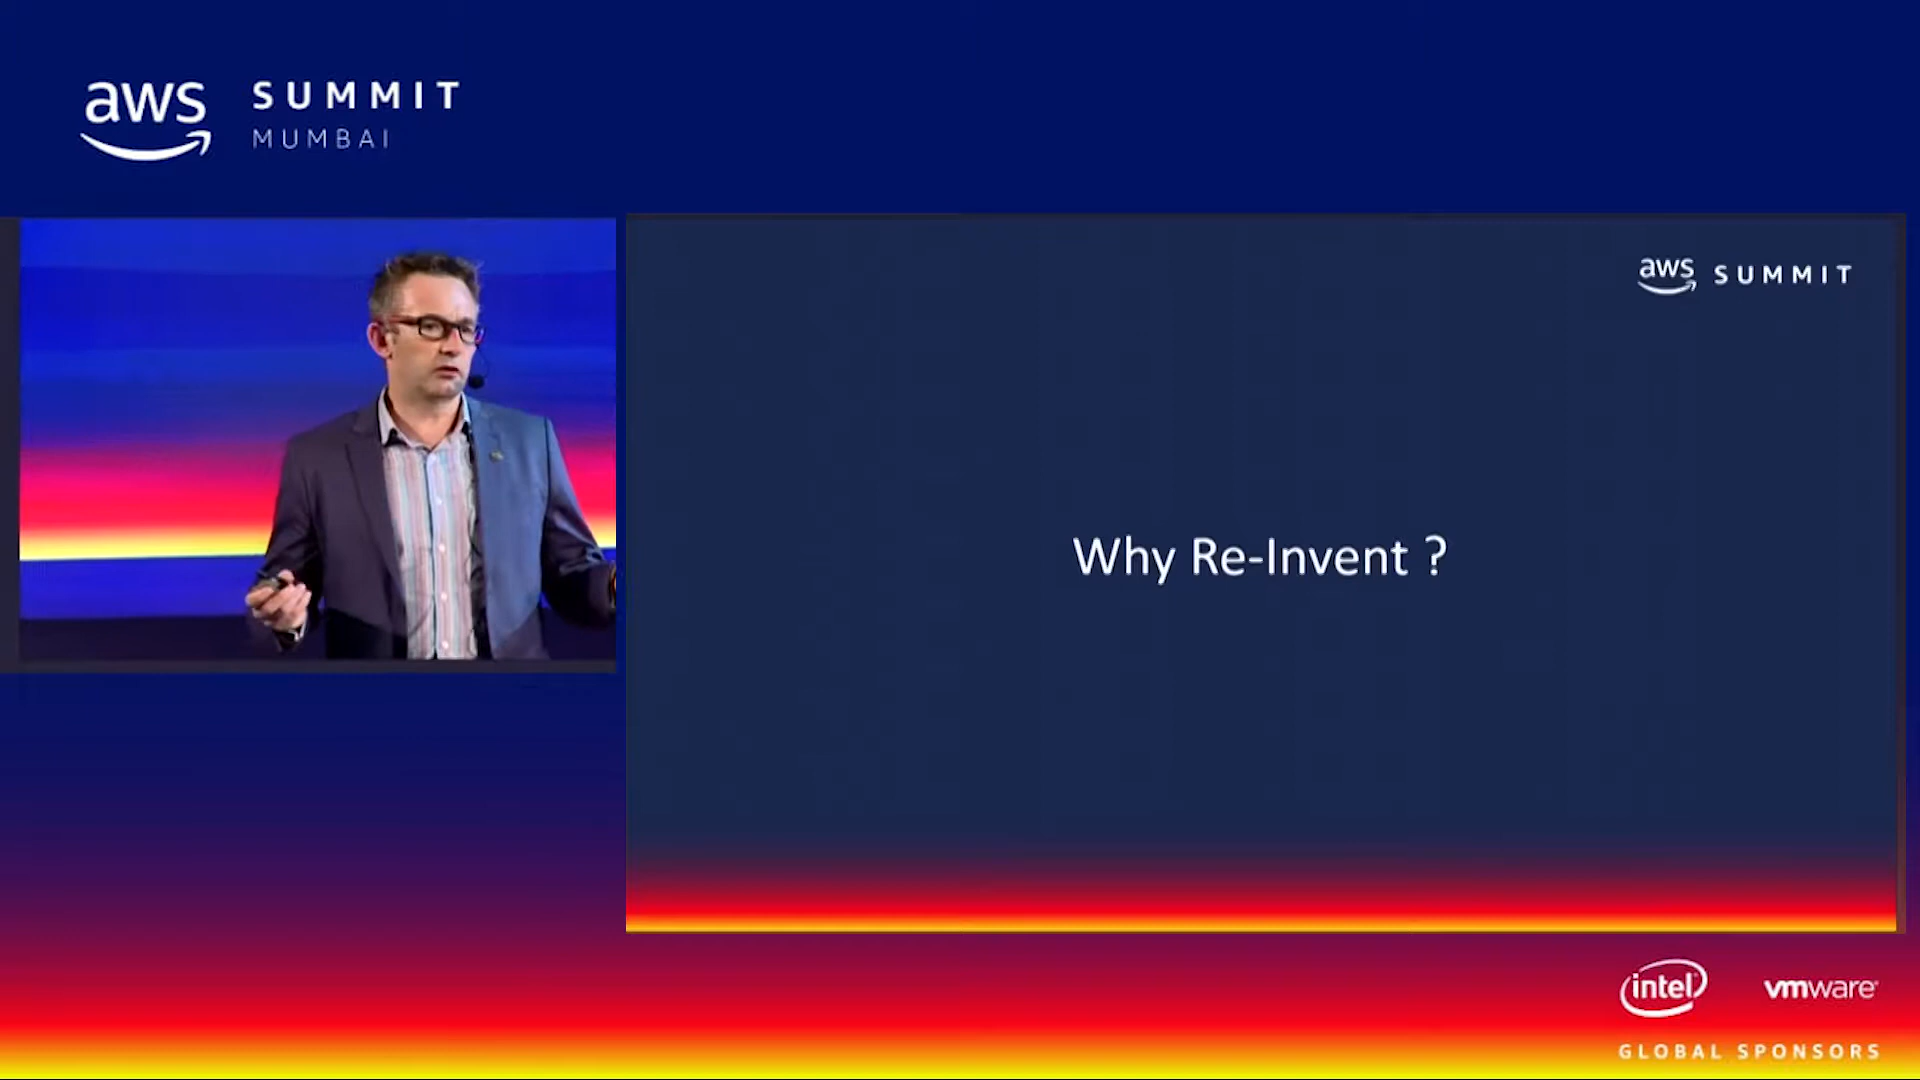 aws SUMMIT
MUMBAI
aws SUMMIT
Why Re-Invent ?
intel vmware
GLOBAL SPONSORS